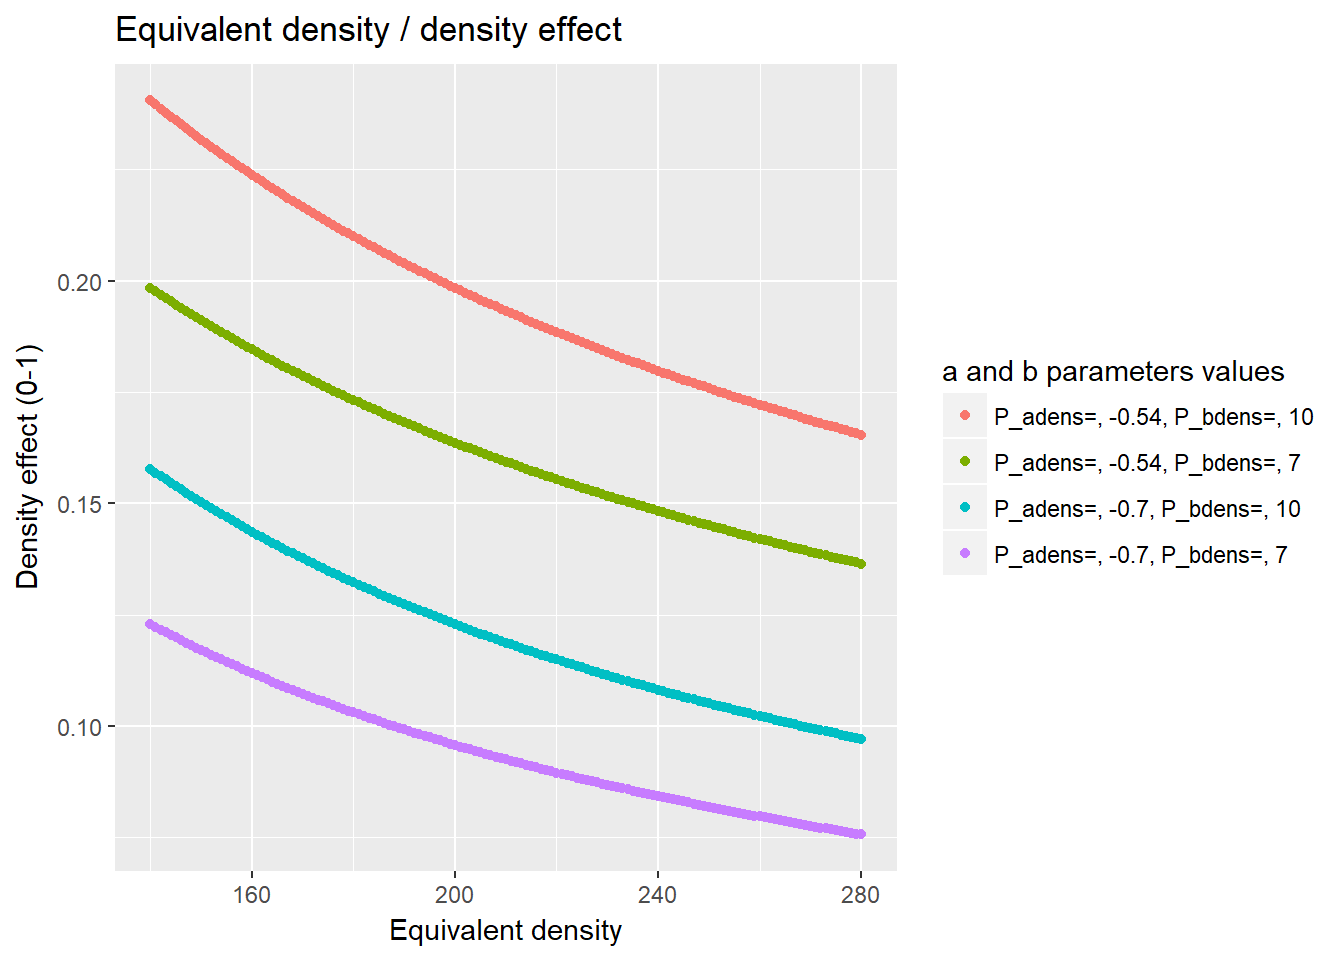 Equivalent density / density effect
Density effect (0-1)
0.20
0.15
0.10
160 200 240 280
Equivalent density
a and b parameters values
P_adens=, -0.54, P_bdens=, 10
P_adens=, -0.54, P_bdens=, 7
P_adens=, -0.7, P_bdens=, 10
P_adens=, -0.7, P_bdens=, 7